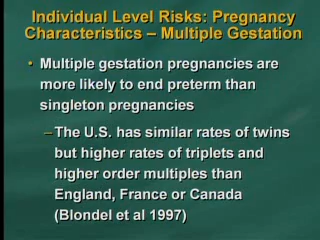 Individual Level Risks: Pregnancy
Characteristics – Multiple Gestation
• Multiple gestation pregnancies are
more likely to end preterm than
singleton pregnancies
– The U.S. has similar rates of twins
but higher rates of triplets and
higher order multiples than
England, France or Canada
(Blondel et al 1997)